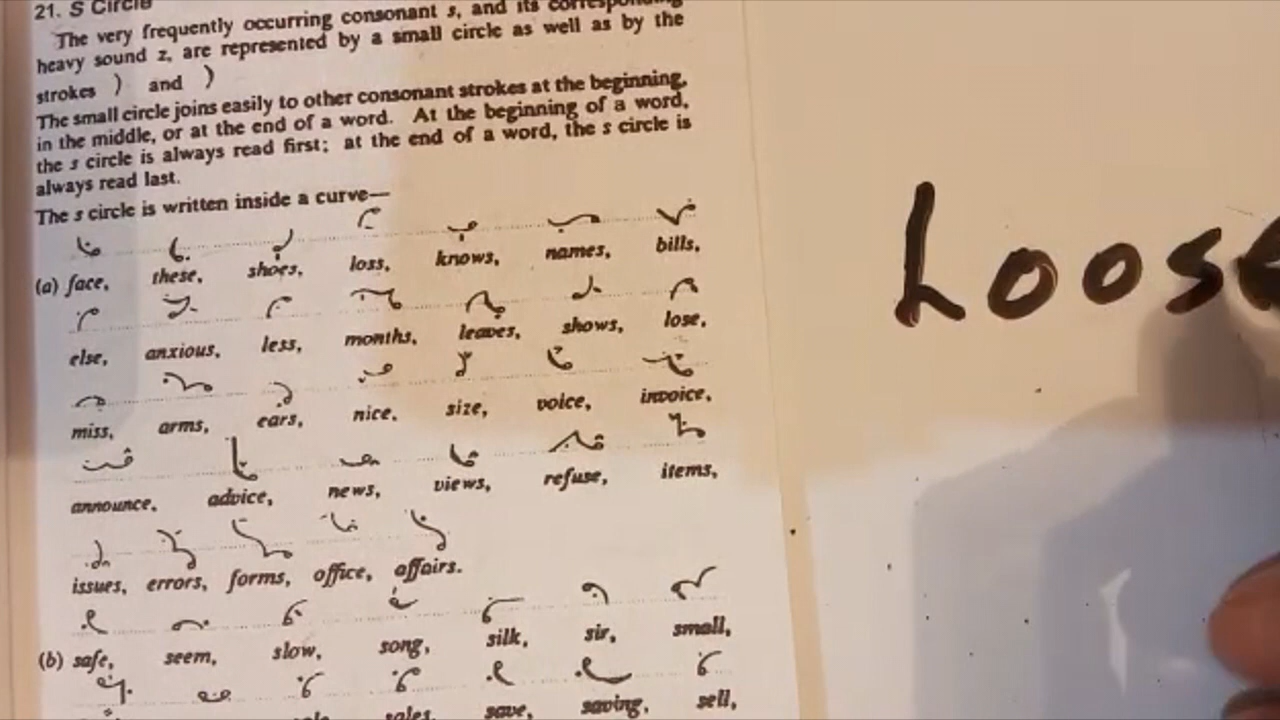 21. S Circle
The very frequently occurring consonant s, and its corresponding
heavy sound z, are represented by a small circle as well as by the
strokes ) and )
The small circle joins easily to other consonant strokes at the beginning,
in the middle, or at the end of a word. At the beginning of a word,
the s circle is always read first; at the end of a word, the s circle is
always read last.
The s circle is written inside a curve—
(a) face, these, shoes, loss, knows, names, bills,
else, anxious, less, months, leaves, shows, lose,
miss, arms, ears, nice, size, voice, invoice,
announce, advice, news, views, refuse, items,
issues, errors, forms, office, affairs.
(b) safe, seem, slow, song, silk, sir, small,
sales, save, saving, sell,
Loose